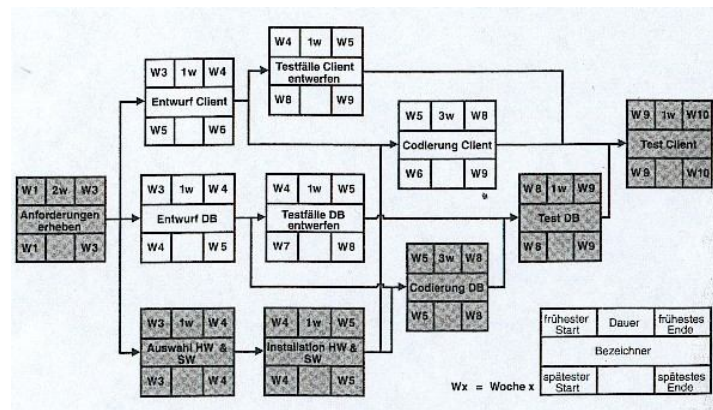 W4 1w W5
Testfälle Client
entwerfen
W8 W9
W3 1w W4
Entwurf Client
W5 W6
W5 3w W8
Codierung Client
W6 W9
W9 1w W10
Test Client
W9 W10
W1 2w W3
Anforderungen
erheben
W1 W3
W3 1w W4
Entwurf DB
W4 W5
W4 1w W5
Testfälle DB
entwerfen
W7 W8
W8 1w W9
Test DB
W8 W9
W5 3w W8
Codierung DB
W5 W8
W3 1w W4
Auswahl HW &
SW
W3 W4
W4 1w W5
Installation HW &
SW
W4 W5
frühester Start
Dauer
frühestes Ende
Bezeichner
spätester Start
spätestes Ende
Wx = Woche x